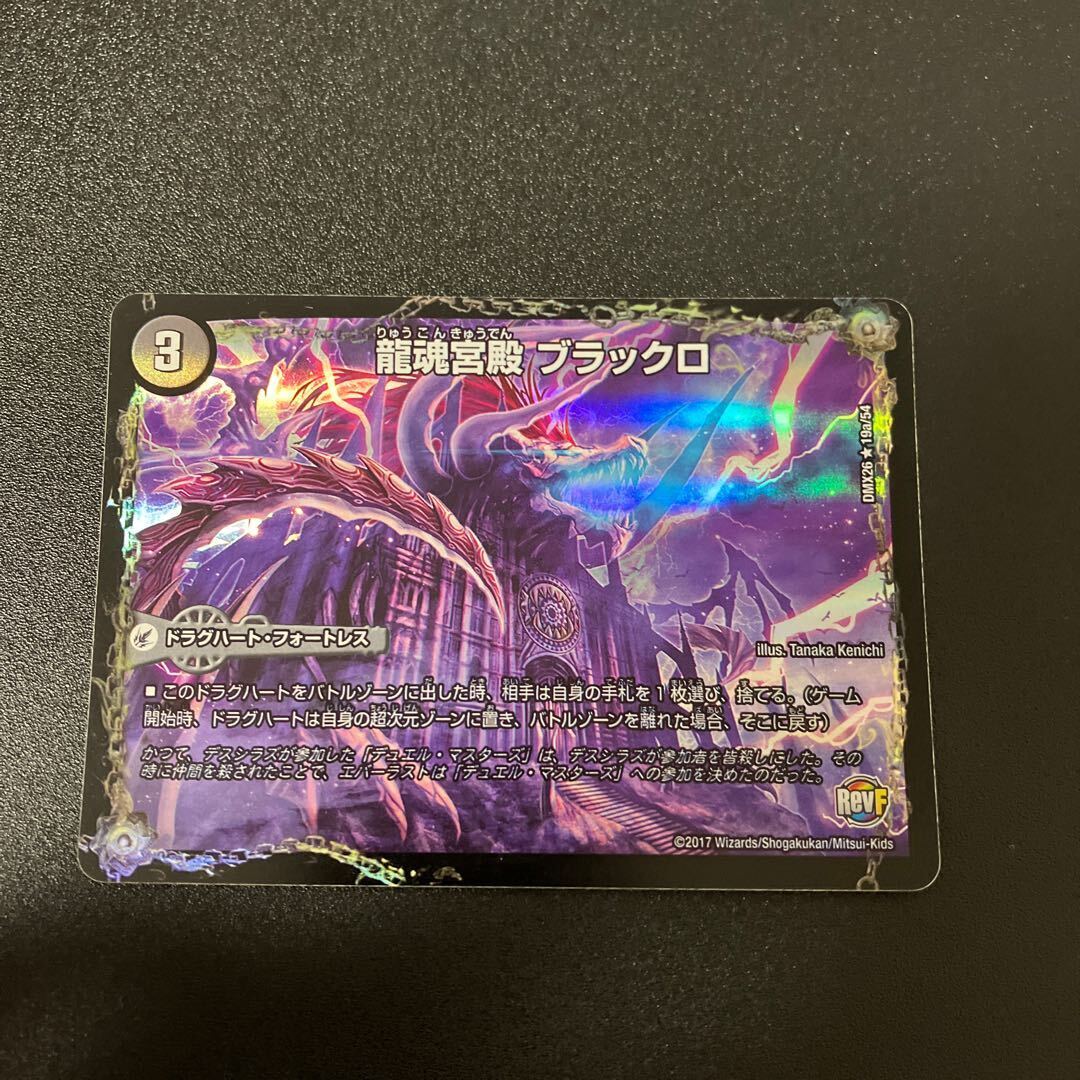 3
りゅうこんきゅうでん
龍魂宮殿 ブラックロ
DMX26 ★ 19a/54
ドラグハート・フォートレス
illus. Tanaka Kenichi
■ このドラグハートをバトルゾーンに出した時、相手は自身の手札を1枚選び、捨てる。(ゲーム
開始時、ドラグハートは自身の超次元ゾーンに置き、バトルゾーンを離れた場合、そこに戻す)
かつて、デスシラズが参加した「デュエル・マスターズ」は、デスシラズが参加者を皆殺しにした。その
時に仲間を殺されたことで、エバーラストは「デュエル・マスターズ」への参加を決めたのだった。
RevF
©2017 Wizards/Shogakukan/Mitsui-Kids